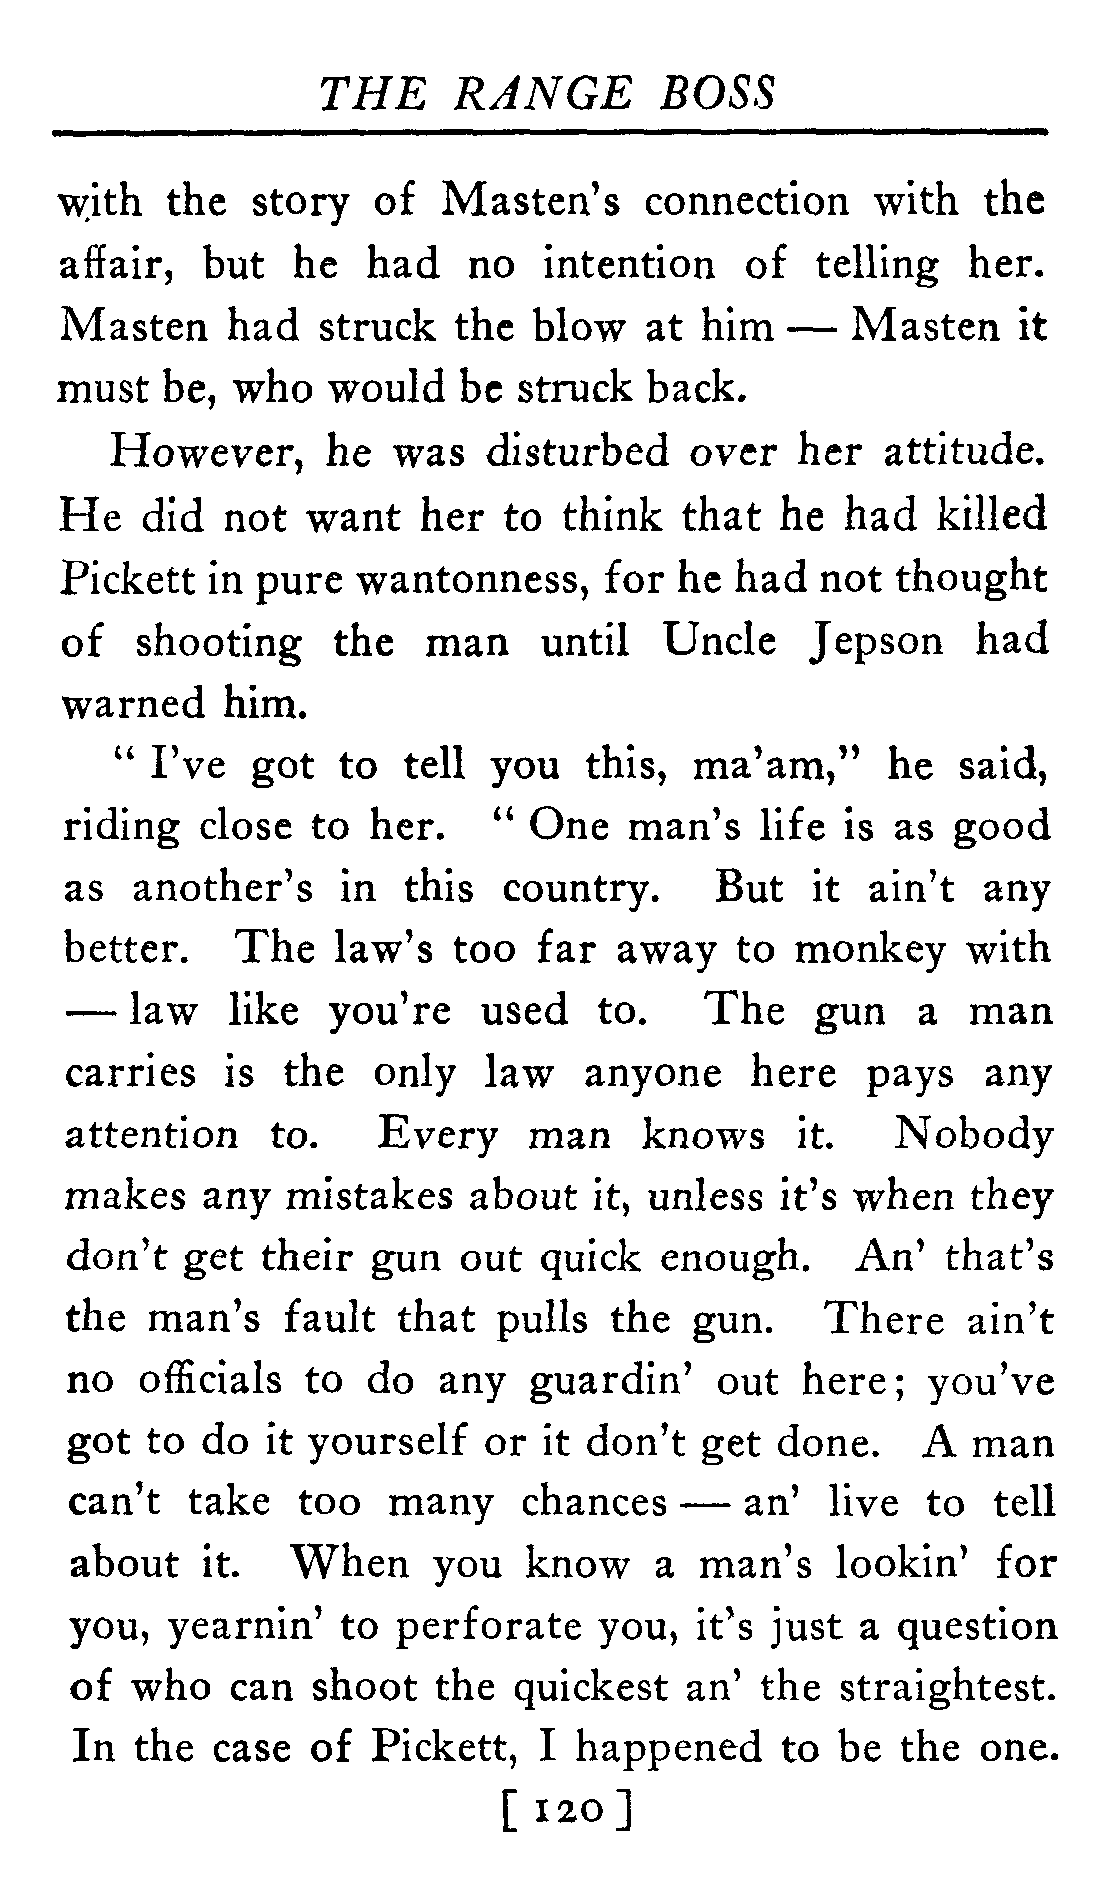 THE RANGE BOSS
with the story of Masten's connection with the
affair, but he had no intention of telling her.
Masten had struck the blow at him — Masten it
must be, who would be struck back.
However, he was disturbed over her attitude.
He did not want her to think that he had killed
Pickett in pure wantonness, for he had not thought
of shooting the man until Uncle Jepson had
warned him.
“ I've got to tell you this, ma'am,” he said,
riding close to her. “ One man's life is as good
as another's in this country. But it ain't any
better. The law's too far away to monkey with
— law like you're used to. The gun a man
carries is the only law anyone here pays any
attention to. Every man knows it. Nobody
makes any mistakes about it, unless it's when they
don't get their gun out quick enough. An' that's
the man's fault that pulls the gun. There ain't
no officials to do any guardin' out here; you've
got to do it yourself or it don't get done. A man
can't take too many chances — an' live to tell
about it. When you know a man's lookin' for
you, yearnin' to perforate you, it's just a question
of who can shoot the quickest an' the straightest.
In the case of Pickett, I happened to be the one.
[ 120 ]